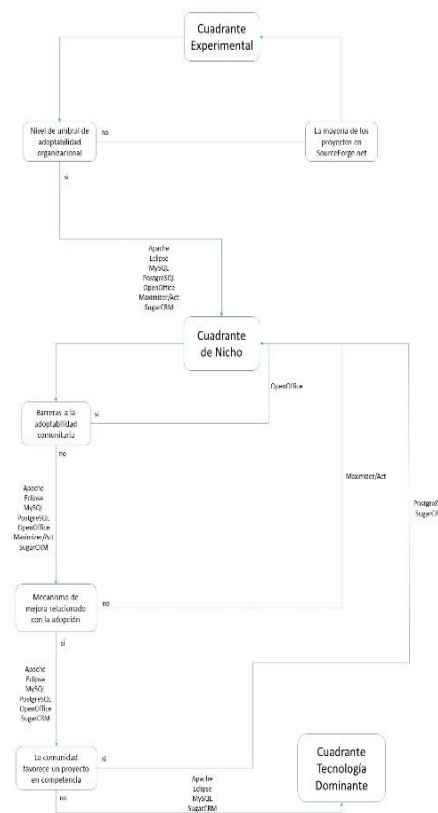 Cuadrante
Experimental
Nivel de umbral de
adoptabilidad
organizacional
no
La mayoría de los
proyectos en
SourceForge.net
si
Apache
Eclipse
MySQL
PostgreSQL
OpenOffice
Maximizer/Act
SugarCRM
Cuadrante
de Nicho
OpenOffice
Barreras a la
adoptabilidad
comunitaria
si
no
Maximizer/Act
PostgreS
SugarCR
Apache
Eclipse
MySQL
PostgreSQL
OpenOffice
Maximizer/Act
SugarCRM
Mecanismo de
mejora relacionado
con la adopción
no
si
Apache
Eclipse
MySQL
PostgreSQL
OpenOffice
SugarCRM
La comunidad
favorece un proyecto
en competencia
si
no
Cuadrante
Tecnología
Dominante
Apache
Eclipse
MySQL
SugarCRM